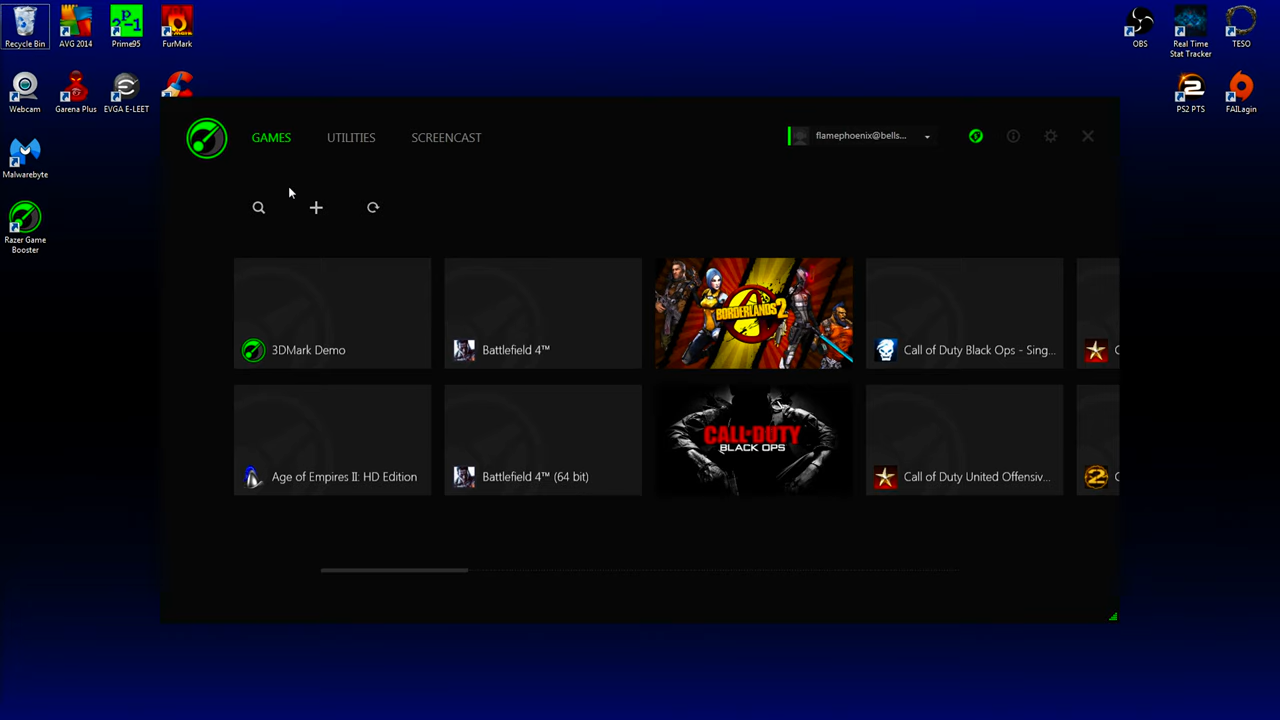 Recycle Bin
AVG 2014
Prime95
FurMark
Webcam
Garena Plus
EVGA E-LEET
Malwarebyte
Razer Game
Booster
OBS
Real Time
Stat Tracker
TESO
PS2 PTS
FAILagin
GAMES
UTILITIES
SCREENCAST
flamephoenix@bells...
3DMark Demo
Battlefield 4™
BORDERLANDS 2
Call of Duty Black Ops - Sing...
Age of Empires II: HD Edition
Battlefield 4™ (64 bit)
CALL OF DUTY
BLACK OPS
Call of Duty United Offensiv...